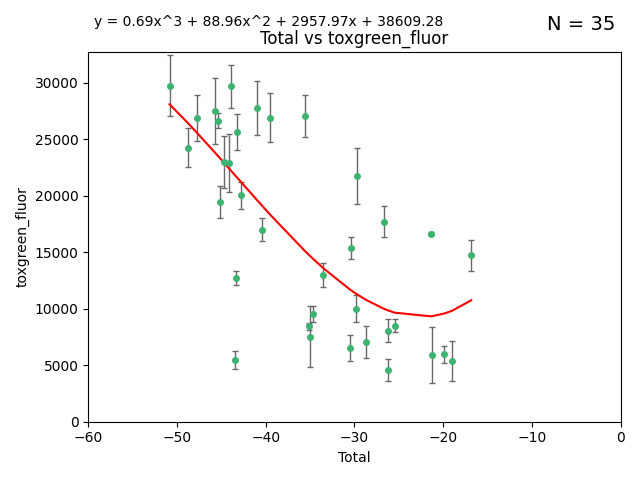 y = 0.69x^3 + 88.96x^2 + 2957.97x + 38609.28
N = 35
Total vs toxgreen_fluor
30000
25000
20000
15000
10000
5000
0
toxgreen_fluor
−60
−50
−40
−30
−20
−10
0
Total